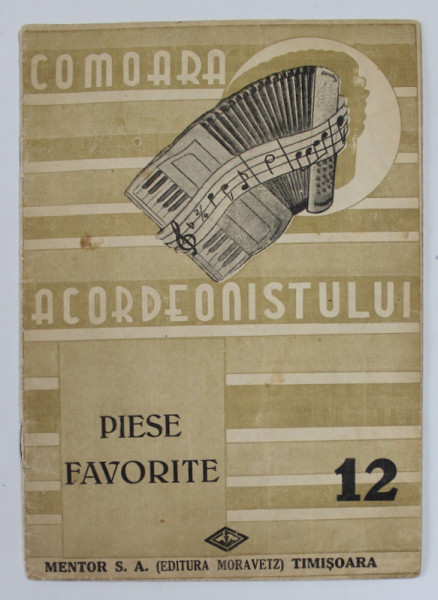 COMOARA
ACORDEONISTULUI
PIESE
FAVORITE
12
MENTOR S. A. (EDITURA MORAVETZ) TIMIȘOARA